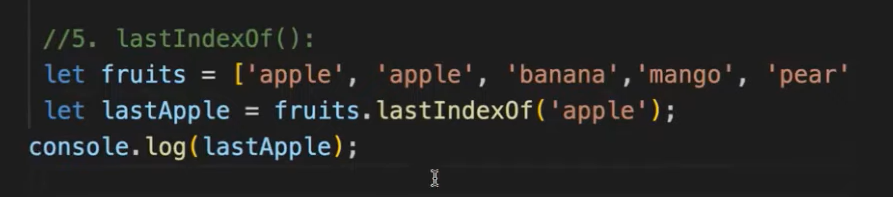 //5. lastIndexOf():
let fruits = ['apple', 'apple', 'banana','mango', 'pear'
let lastApple = fruits.lastIndexOf('apple');
console.log(lastApple);